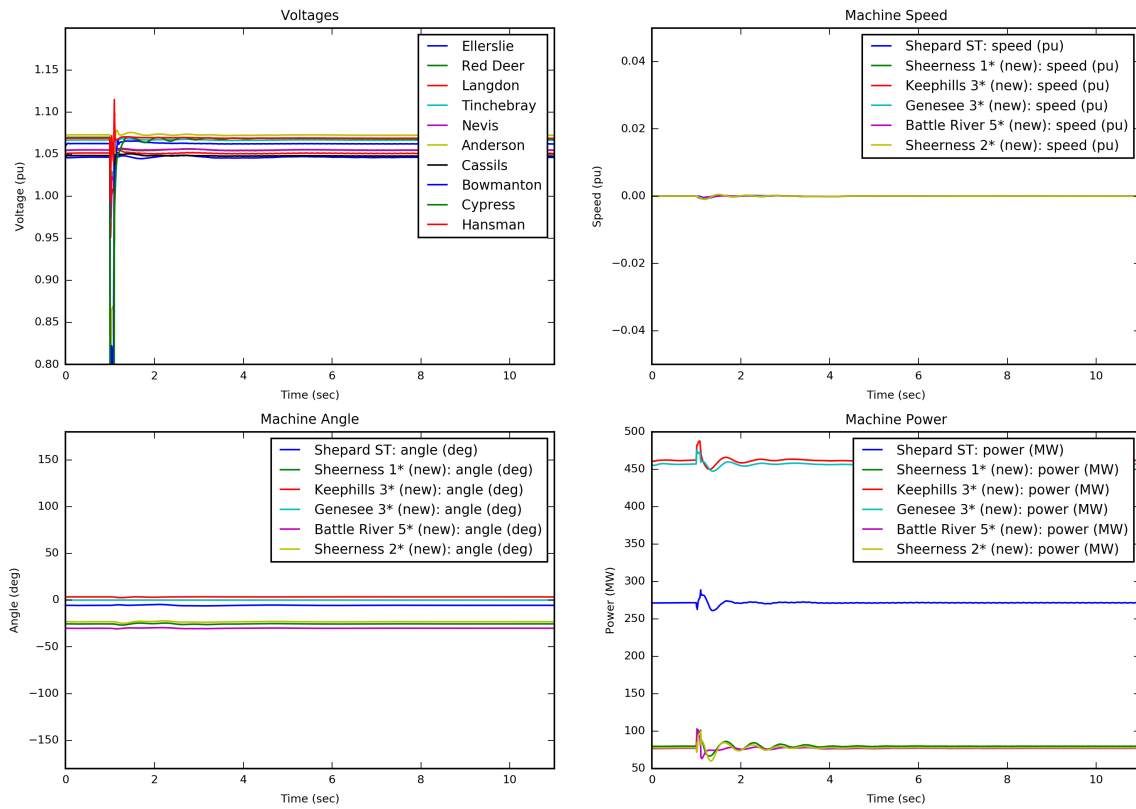 Voltages
1.15
1.10
1.05
1.00
0.95
0.90
0.85
0.80
Voltage (pu)
0
2
4
6
8
10
Time (sec)
Ellerslie
Red Deer
Langdon
Tinchebray
Nevis
Anderson
Cassils
Bowmanton
Cypress
Hansman
Machine Speed
0.04
0.02
0.00
−0.02
−0.04
Speed (pu)
0
2
4
6
8
10
Time (sec)
Shepard ST: speed (pu)
Sheerness 1* (new): speed (pu)
Keephills 3* (new): speed (pu)
Genesee 3* (new): speed (pu)
Battle River 5* (new): speed (pu)
Sheerness 2* (new): speed (pu)
Machine Angle
150
100
50
0
−50
−100
−150
Angle (deg)
0
2
4
6
8
10
Time (sec)
Shepard ST: angle (deg)
Sheerness 1* (new): angle (deg)
Keephills 3* (new): angle (deg)
Genesee 3* (new): angle (deg)
Battle River 5* (new): angle (deg)
Sheerness 2* (new): angle (deg)
Machine Power
500
450
400
350
300
250
200
150
100
50
Power (MW)
0
2
4
6
8
10
Time (sec)
Shepard ST: power (MW)
Sheerness 1* (new): power (MW)
Keephills 3* (new): power (MW)
Genesee 3* (new): power (MW)
Battle River 5* (new): power (MW)
Sheerness 2* (new): power (MW)